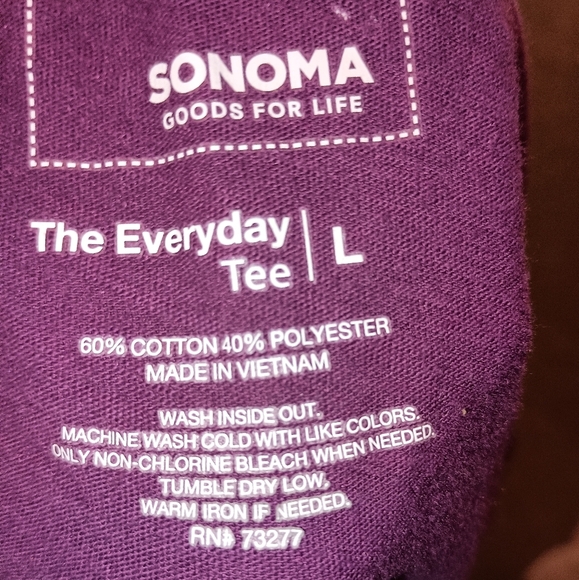 SONOMA
GOODS FOR LIFE
The Everyday
Tee | L
60% COTTON 40% POLYESTER
MADE IN VIETNAM
WASH INSIDE OUT.
MACHINE WASH COLD WITH LIKE COLORS.
ONLY NON-CHLORINE BLEACH WHEN NEEDED.
TUMBLE DRY LOW.
WARM IRON IF NEEDED.
RN# 73277